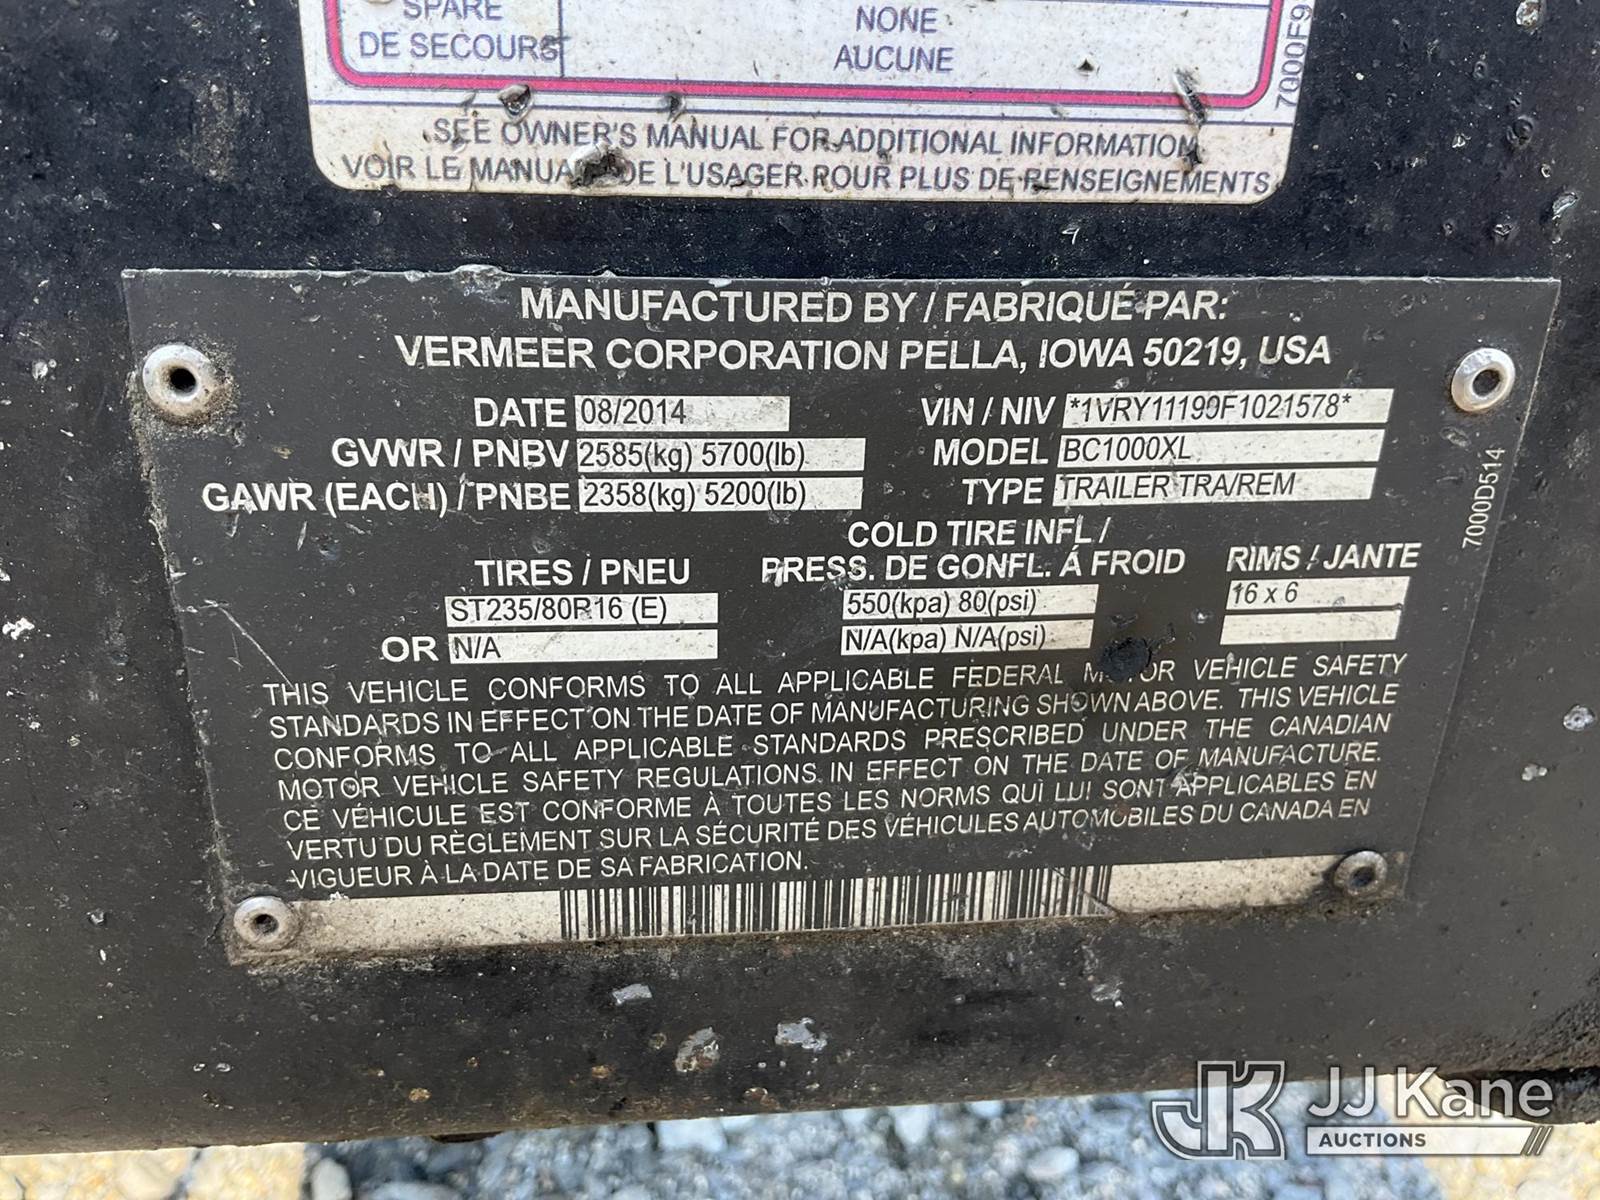 SPARE
DE SECOURS
NONE
AUCUNE
7000F9
SEE OWNER'S MANUAL FOR ADDITIONAL INFORMATION
VOIR LE MANUAL DE L'USAGER POUR PLUS DE RENSEIGNEMENTS
MANUFACTURED BY / FABRIQUÉ PAR:
VERMEER CORPORATION PELLA, IOWA 50219, USA
DATE 08/2014
VIN / NIV *1VRY11199F1021578*
GVWR / PNBV 2585(kg) 5700(lb)
MODEL BC1000XL
GAWR (EACH) / PNBE 2358(kg) 5200(lb)
TYPE TRAILER TRA/REM
7000D514
COLD TIRE INFL /
TIRES / PNEU
PRESS. DE GONFL. Á FROID
RIMS / JANTE
ST235/80R16 (E)
550(kpa) 80(psi)
16 x 6
OR N/A
N/A(kpa) N/A(psi)
THIS VEHICLE CONFORMS TO ALL APPLICABLE FEDERAL MOTOR VEHICLE SAFETY
STANDARDS IN EFFECT ON THE DATE OF MANUFACTURING SHOWN ABOVE. THIS VEHICLE
CONFORMS TO ALL APPLICABLE STANDARDS PRESCRIBED UNDER THE CANADIAN
MOTOR VEHICLE SAFETY REGULATIONS IN EFFECT ON THE DATE OF MANUFACTURE.
CE VÉHICULE EST CONFORME À TOUTES LES NORMS QUI LUI SONT APPLICABLES EN
VERTU DU RÈGLEMENT SUR LA SÉCURITÉ DES VÉHICULES AUTOMOBILES DU CANADA EN
VIGUEUR À LA DATE DE SA FABRICATION.
JK JJ Kane
AUCTIONS